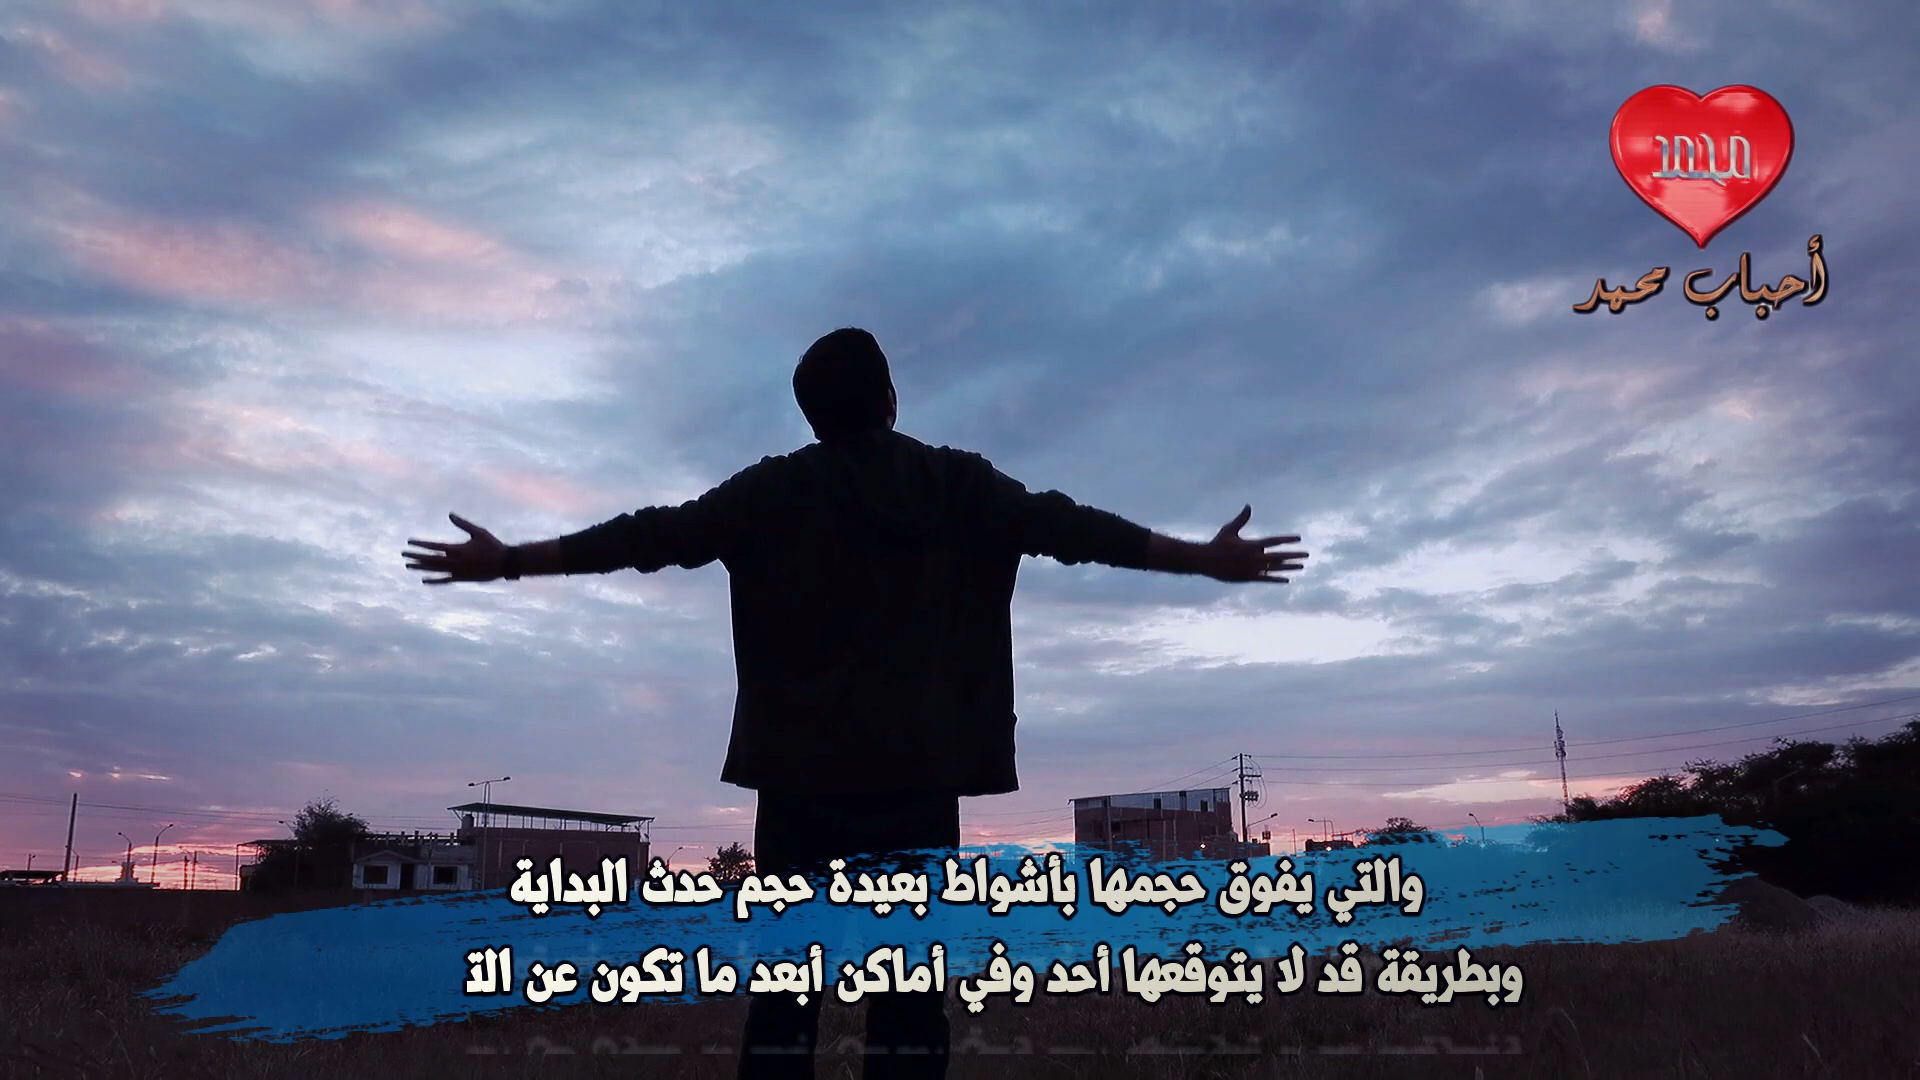 محمد
أحباب محمد
والتي يفوق حجمها بأشواط بعيدة حجم حدث البداية
وبطريقة قد لا يتوقعها أحد وفي أماكن أبعد ما تكون عن الت